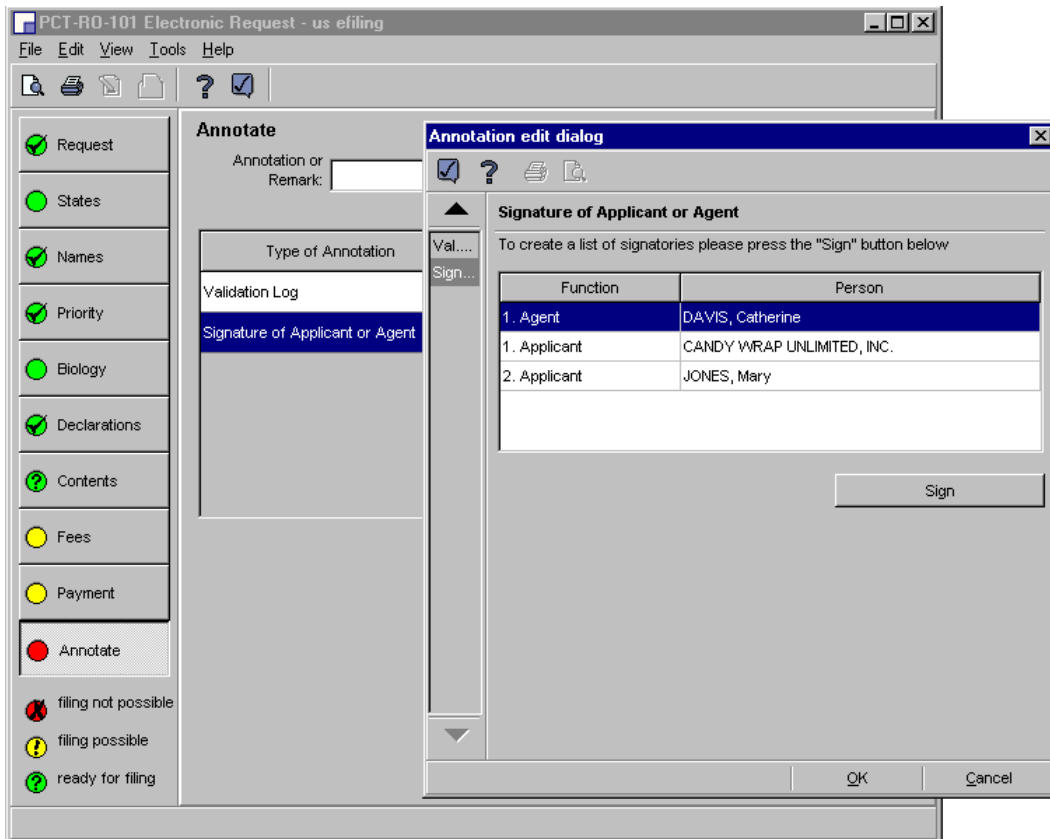 PCT-RO-101 Electronic Request - us efiling
File Edit View Tools Help
Request
States
Names
Priority
Biology
Declarations
Contents
Fees
Payment
Annotate
filing not possible
filing possible
ready for filing
Annotate
Annotation or
Remark:
Type of Annotation
Validation Log
Signature of Applicant or Agent
Annotation edit dialog
Val....
Sign...
Signature of Applicant or Agent
To create a list of signatories please press the "Sign" button below
Function Person
1. Agent DAVIS, Catherine
1. Applicant CANDY WRAP UNLIMITED, INC.
2. Applicant JONES, Mary
Sign
OK Cancel